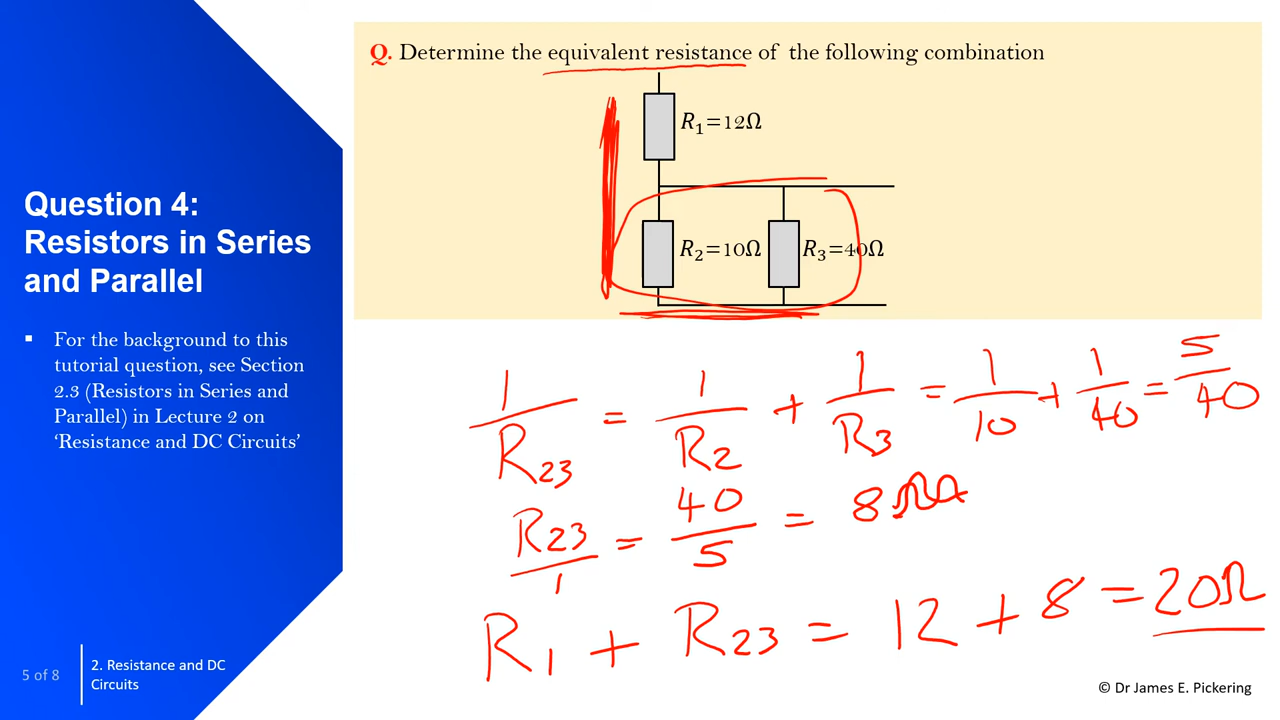 Q. Determine the equivalent resistance of the following combination
R₁=12Ω
R₂=10Ω
R₃=40Ω
Question 4:
Resistors in Series
and Parallel
▪ For the background to this
tutorial question, see Section
2.3 (Resistors in Series and
Parallel) in Lecture 2 on
‘Resistance and DC Circuits’
1/R₂₃ = 1/R₂ + 1/R₃ = 1/10 + 1/40 = 5/40
R₂₃/1 = 40/5 = 8Ω
R₁ + R₂₃ = 12 + 8 = 20Ω
5 of 8
2. Resistance and DC
Circuits
© Dr James E. Pickering